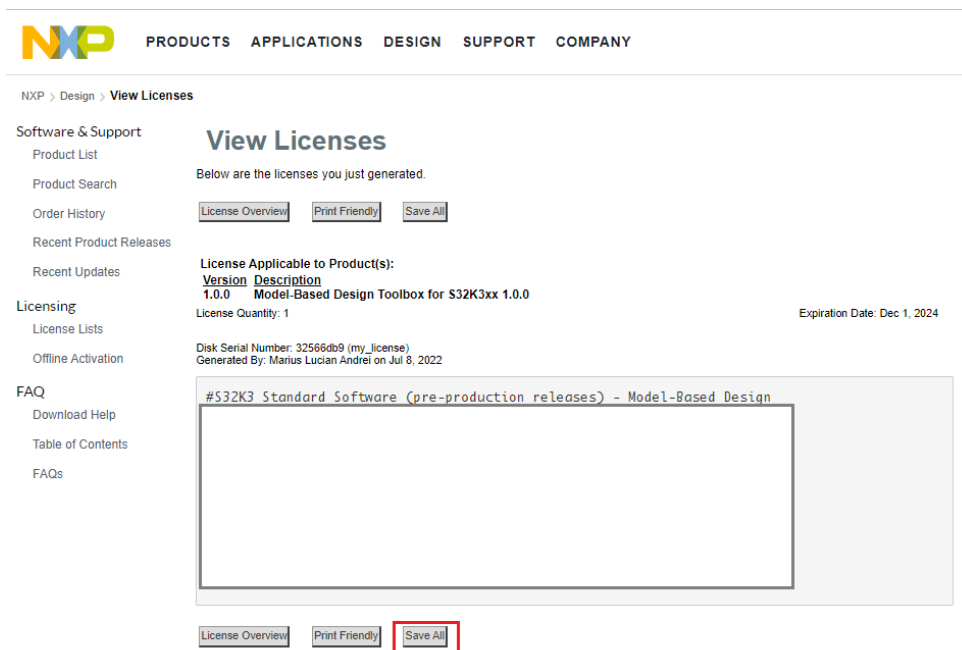 NXP
PRODUCTS APPLICATIONS DESIGN SUPPORT COMPANY
NXP > Design > View Licenses
Software & Support
Product List
Product Search
Order History
Recent Product Releases
Recent Updates
Licensing
License Lists
Offline Activation
FAQ
Download Help
Table of Contents
FAQs
View Licenses
Below are the licenses you just generated.
License Overview Print Friendly Save All
License Applicable to Product(s):
Version Description
1.0.0 Model-Based Design Toolbox for S32K3xx 1.0.0
License Quantity: 1 Expiration Date: Dec 1, 2024
Disk Serial Number: 32566db9 (my_license)
Generated By: Marius Lucian Andrei on Jul 8, 2022
#S32K3 Standard Software (pre-production releases) - Model-Based Design
License Overview Print Friendly Save All